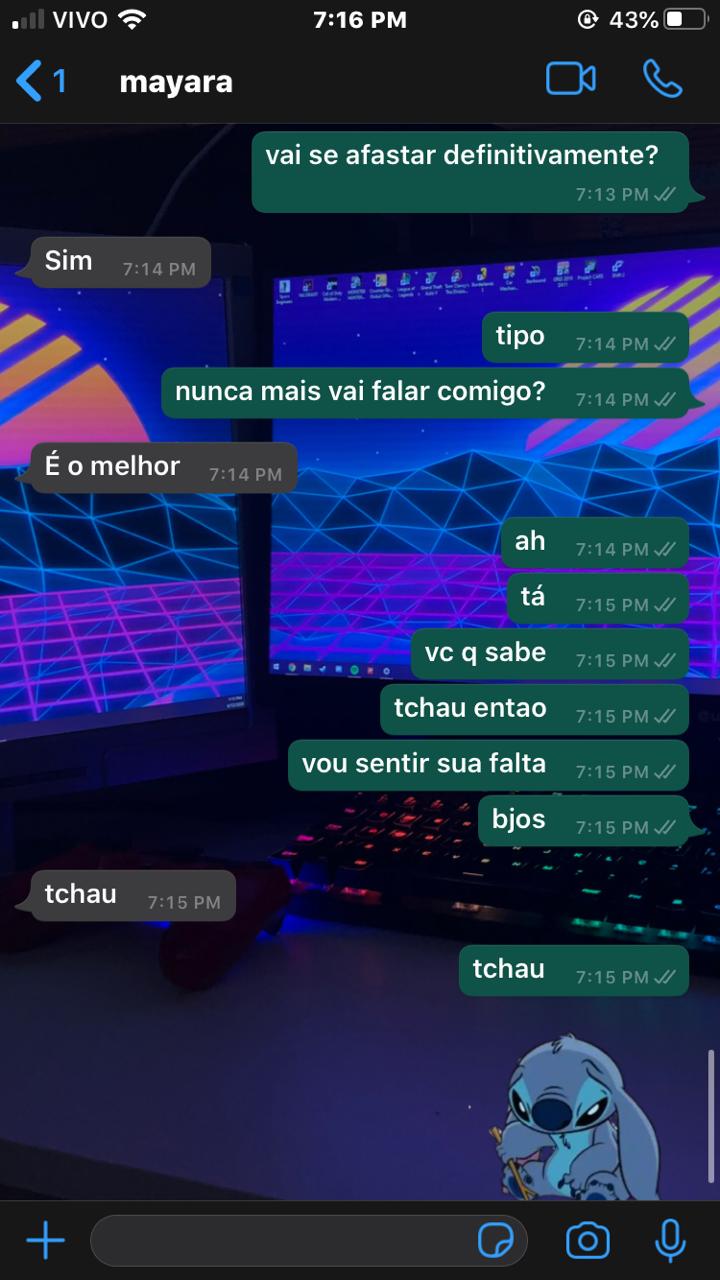 VIVO 7:16 PM 43%
1 mayara
vai se afastar definitivamente?
7:13 PM
Sim 7:14 PM
tipo 7:14 PM
nunca mais vai falar comigo? 7:14 PM
É o melhor 7:14 PM
ah 7:14 PM
tá 7:15 PM
vc q sabe 7:15 PM
tchau entao 7:15 PM
vou sentir sua falta 7:15 PM
bjos 7:15 PM
tchau 7:15 PM
tchau 7:15 PM